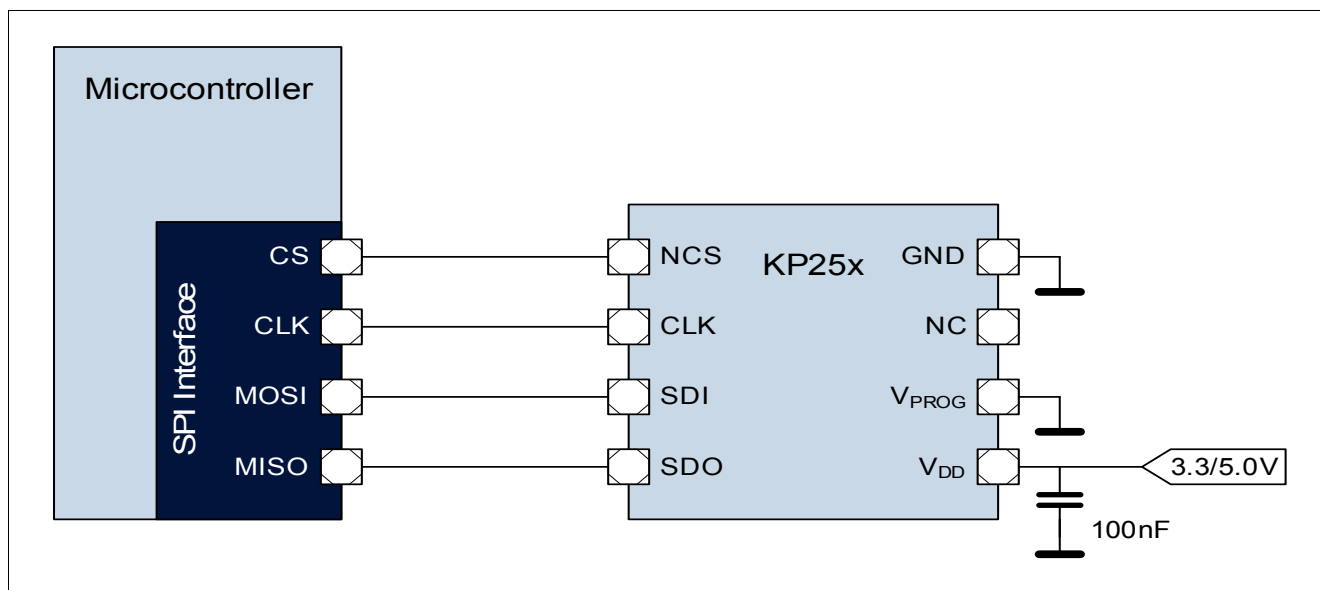 Microcontroller
SPI Interface
CS
CLK
MOSI
MISO
KP25x
NCS
CLK
SDI
SDO
GND
NC
VPROG
VDD
3.3/5.0V
100nF